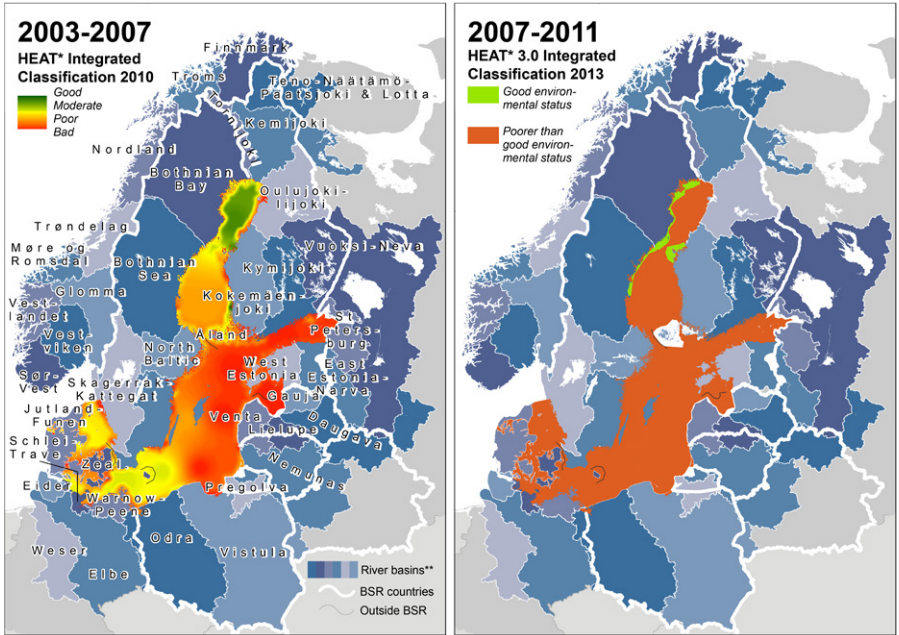 2003-2007
HEAT* Integrated
Classification 2010
Good
Moderate
Poor
Bad
Finnmark
Troms
Teno-Näätämö-
Paatsjoki & Lotta
Tornijoki
Kemijoki
Nordland
Bothnian
Bay
Oulujoki-
Iijoki
Trøndelag
Møre og
Romsdal
Bothnian
Sea
Vuoksi-Neva
Kymijoki
Glomma
Kokemäen-
joki
Vest-
landet
Vest-
viken
Åland
St.
Peters-
burg
North
Baltic
West
Estonia
East
Estonia-
Narva
Sør-
Vest
Skagerrak-
Kattegat
Gauja
Jutland-
Funen
Venta
Lielupe
Daugava
Schlei-
Trave
Zeal.
Nemunas
Eider
Warnow-
Peene
Pregolva
Odra
Vistula
Weser
Elbe
River basins**
BSR countries
Outside BSR
2007-2011
HEAT* 3.0 Integrated
Classification 2013
Good environ-
mental status
Poorer than
good environ-
mental status